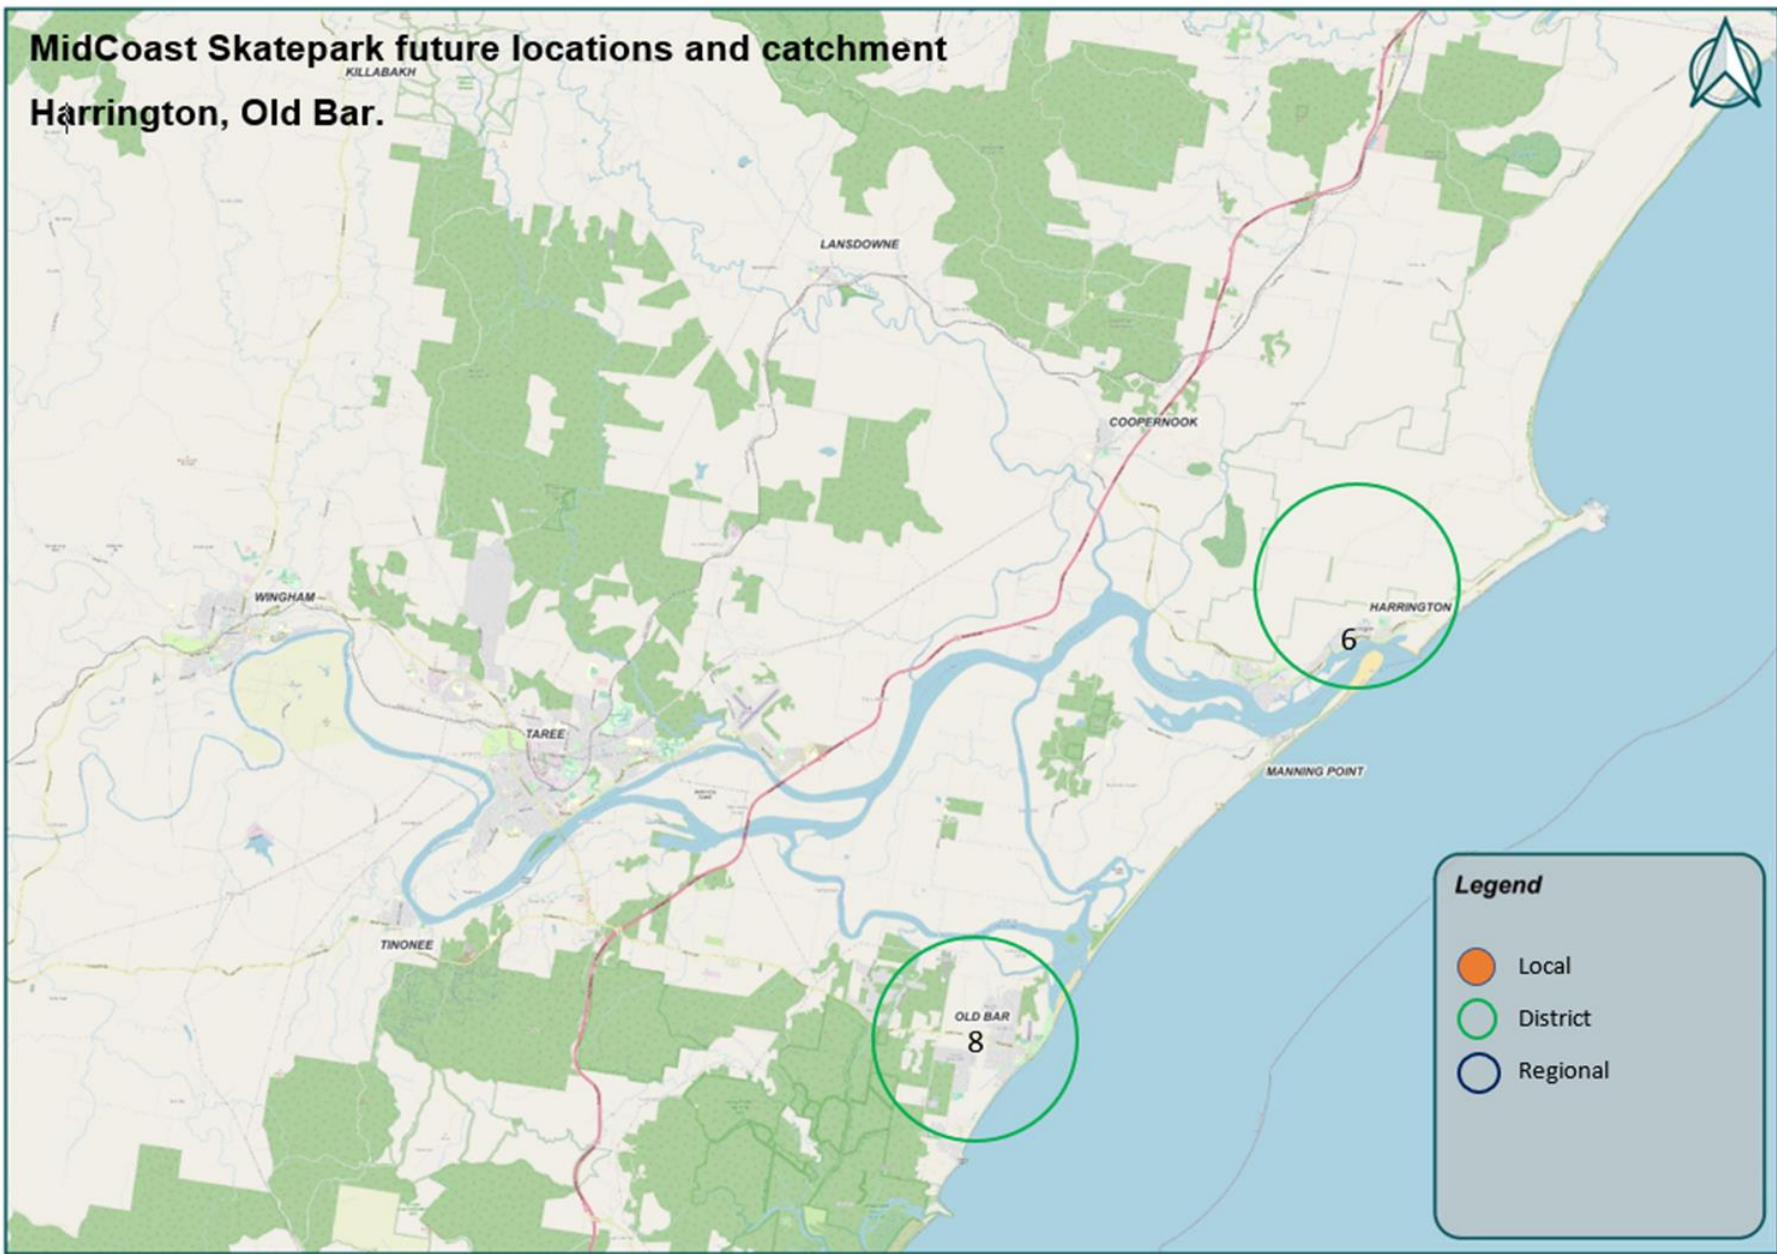 MidCoast Skatepark future locations and catchment
KILLABAKH
Harrington, Old Bar.
LANSDOWNE
COOPERNOOK
WINGHAM
HARRINGTON
6
TAREE
MANNING POINT
Legend
TINONEE
Local
OLD BAR
District
8
Regional